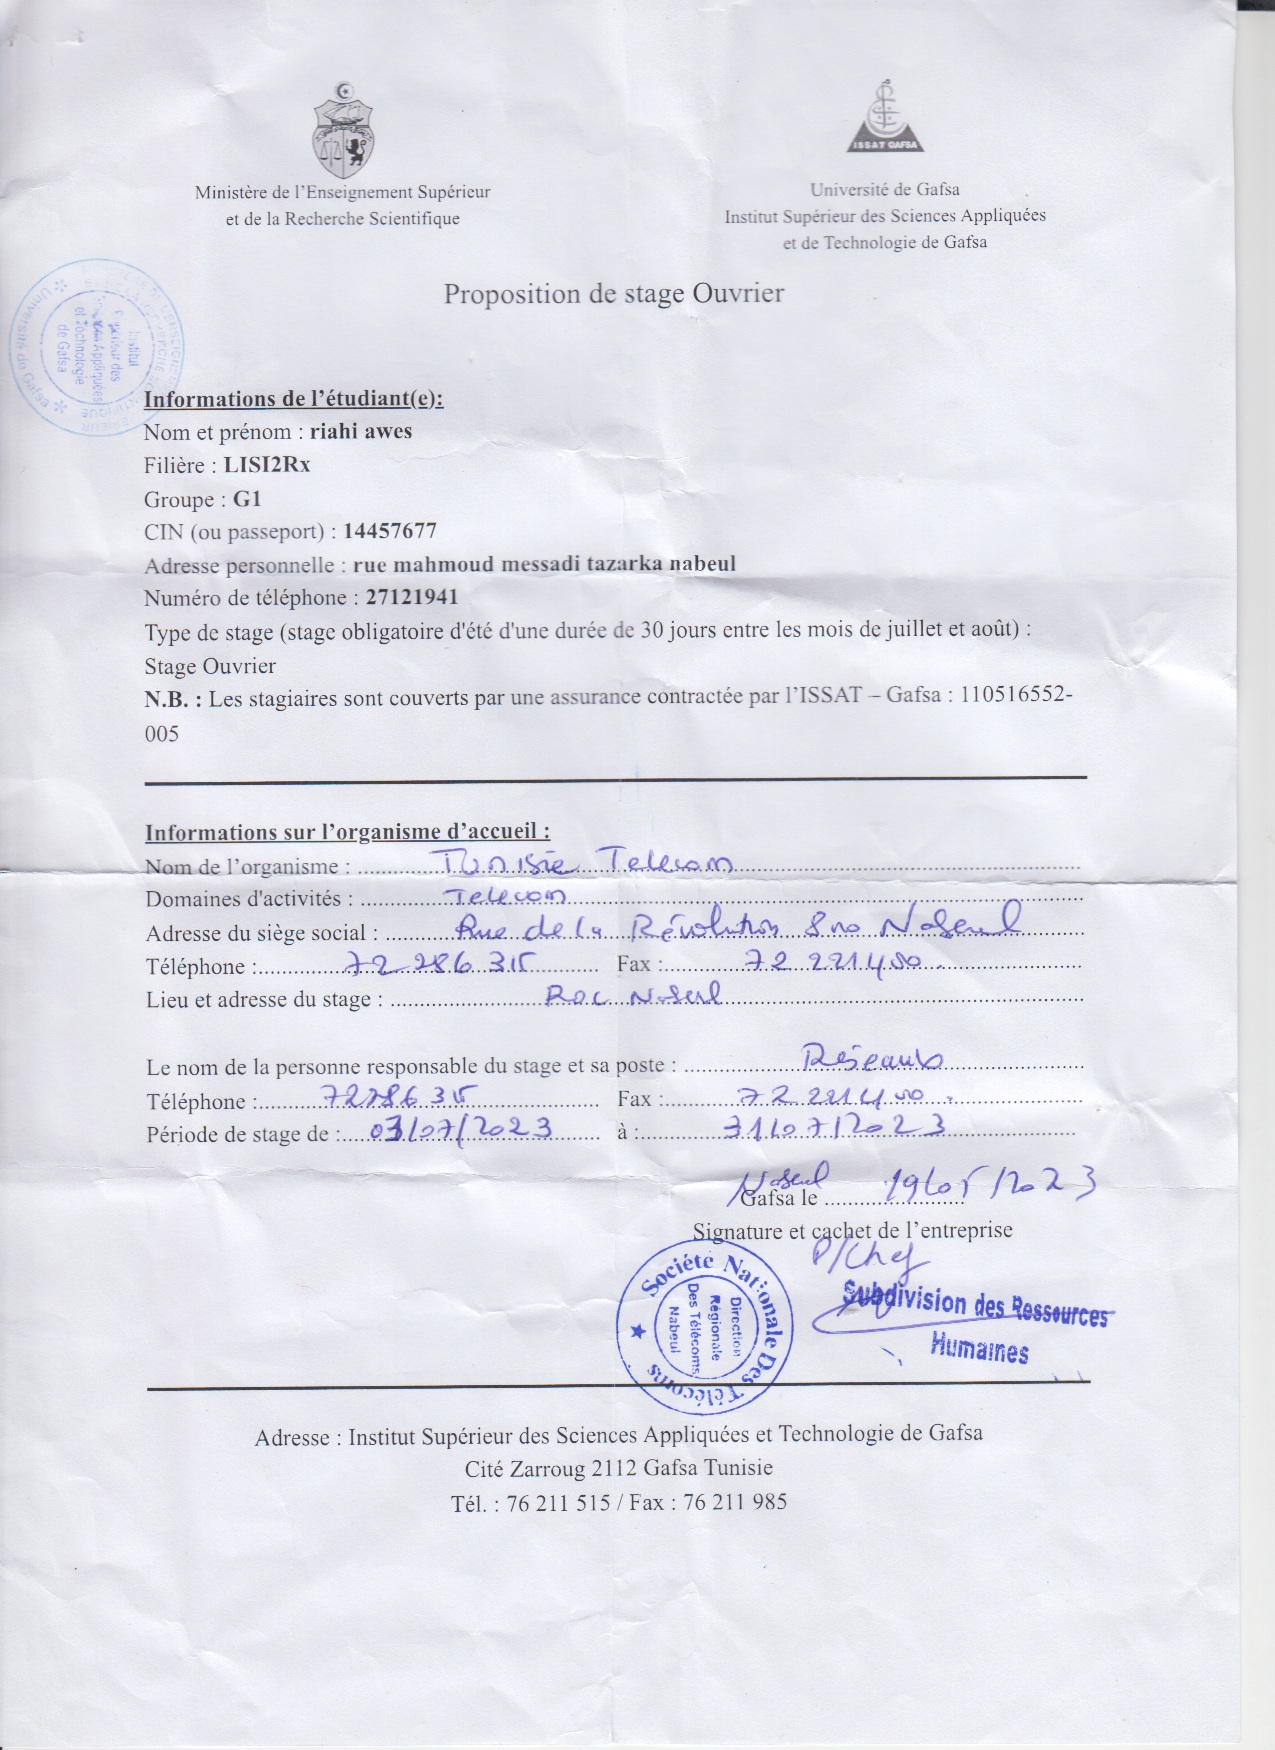 ISSAT GAFSA
Ministère de l'Enseignement Supérieur
et de la Recherche Scientifique
Université de Gafsa
Institut Supérieur des Sciences Appliquées
et de Technologie de Gafsa
Proposition de stage Ouvrier
Institut
Supérieur des
Sciences Appliquées
et Technologie
de Gafsa
Université de Gafsa
Informations de l'étudiant(e):
Nom et prénom : riahi awes
Filière : LISI2Rx
Groupe : G1
CIN (ou passeport) : 14457677
Adresse personnelle : rue mahmoud messadi tazarka nabeul
Numéro de téléphone : 27121941
Type de stage (stage obligatoire d'été d'une durée de 30 jours entre les mois de juillet et août) :
Stage Ouvrier
N.B. : Les stagiaires sont couverts par une assurance contractée par l'ISSAT – Gafsa : 110516552-
005
Informations sur l'organisme d'accueil :
Nom de l'organisme : Tunisie Telecom
Domaines d'activités : Telecom
Adresse du siège social : Rue de la Révolution 8000 Nabeul
Téléphone : 72 286 315 Fax : 72 221 400
Lieu et adresse du stage : Roc Nabeul
Le nom de la personne responsable du stage et sa poste : Réseaux
Téléphone : 72286 315 Fax : 72 221400
Période de stage de : 03/07/2023 à : 31/07/2023
Nabeul
Gafsa le 19/05/2023
Signature et cachet de l'entreprise
P/Chef
Subdivision des Ressources
Humaines
Société Nationale Des Télécoms
Direction
Régionale
Des Télécoms
Nabeul
Adresse : Institut Supérieur des Sciences Appliquées et Technologie de Gafsa
Cité Zarroug 2112 Gafsa Tunisie
Tél. : 76 211 515 / Fax : 76 211 985